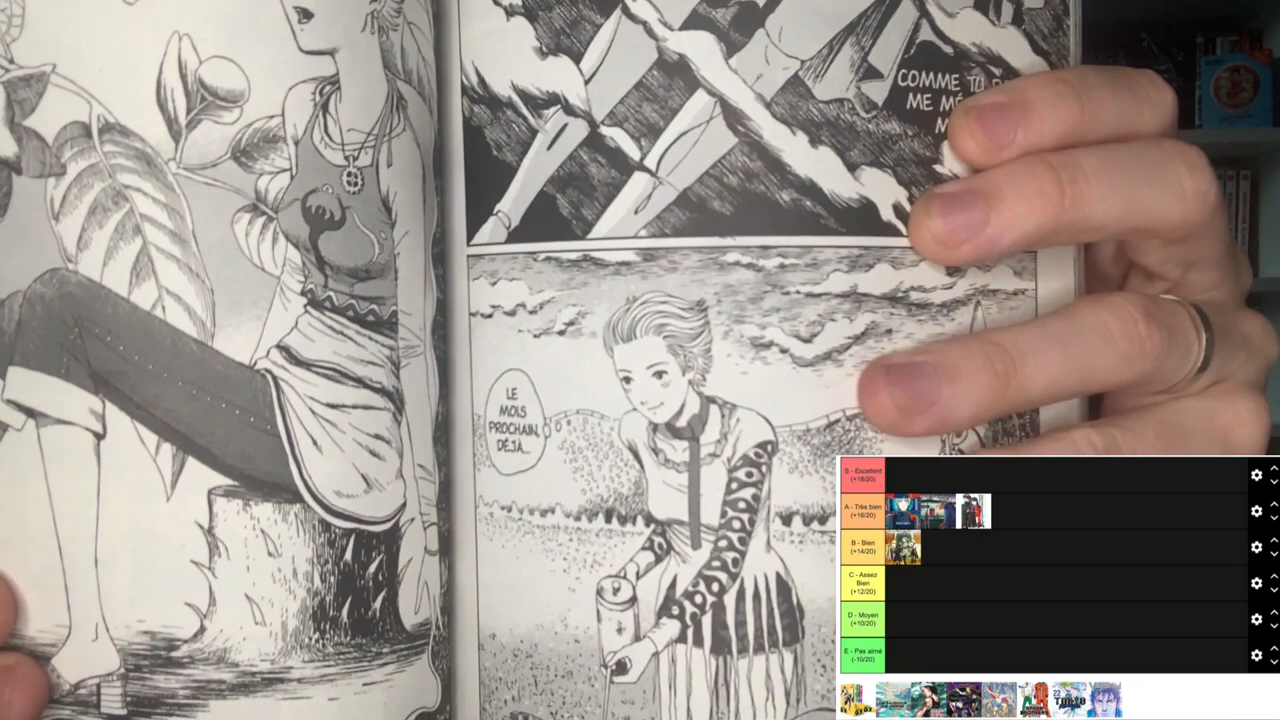 COMME TU
ME
LE
MOIS
PROCHAIN,
DÉJÀ...
S - Excellent
(+18/20)
A - Très bien
(+16/20)
B - Bien
(+14/20)
C - Assez
Bien
(+12/20)
D - Moyen
(+10/20)
E - Pas aimé
(-10/20)